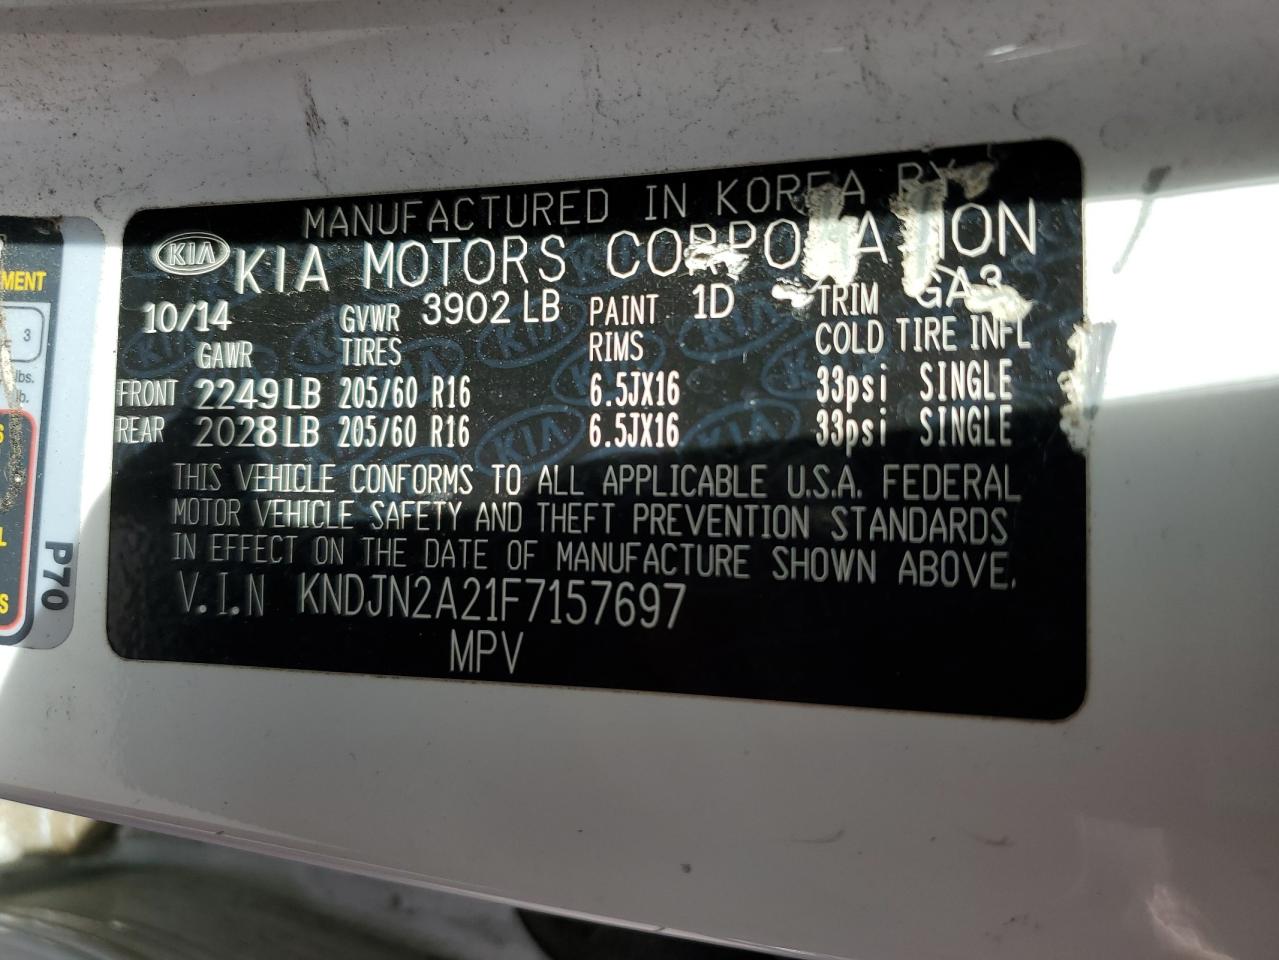 MANUFACTURED IN KOREA BY
KIA KIA MOTORS CORPORATION
10/14 GVWR 3902 LB PAINT 1D TRIM GA3
GAWR TIRES RIMS COLD TIRE INFL
FRONT 2249 LB 205/60 R16 6.5JX16 33psi SINGLE
REAR 2028 LB 205/60 R16 6.5JX16 33psi SINGLE
THIS VEHICLE CONFORMS TO ALL APPLICABLE U.S.A. FEDERAL
MOTOR VEHICLE SAFETY AND THEFT PREVENTION STANDARDS
IN EFFECT ON THE DATE OF MANUFACTURE SHOWN ABOVE.
V.I.N KNDJN2A21F7157697
MPV
MENT
3
lbs.
lb.
S
L
S
P70